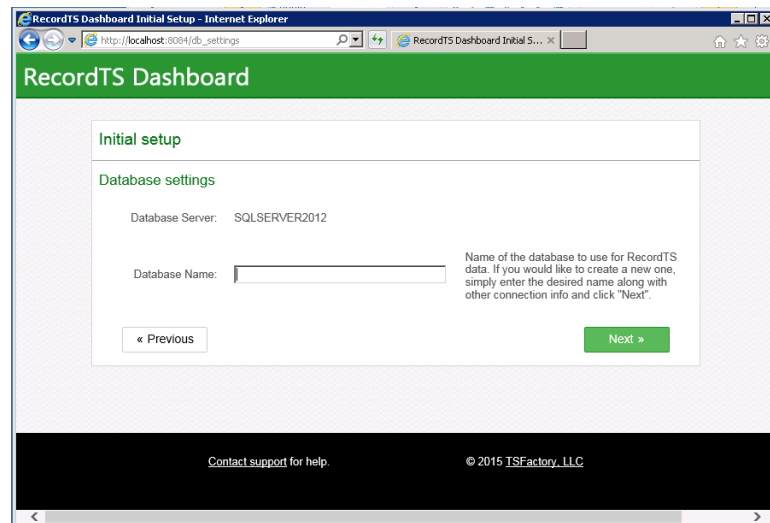 RecordTS Dashboard Initial Setup - Internet Explorer
http://localhost:8084/db_settings
RecordTS Dashboard Initial S...
RecordTS Dashboard
Initial setup
Database settings
Database Server: SQLSERVER2012
Database Name:
Name of the database to use for RecordTS
data. If you would like to create a new one,
simply enter the desired name along with
other connection info and click "Next".
« Previous
Next »
Contact support for help.
© 2015 TSFactory, LLC